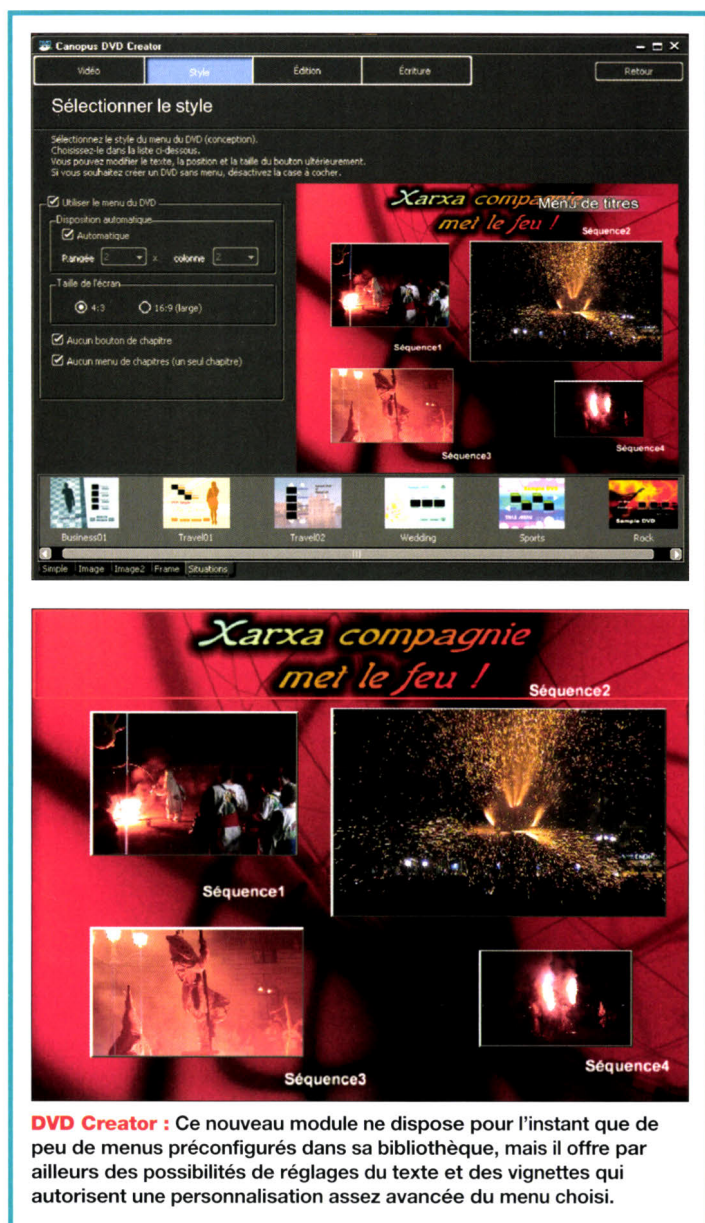 Canopus DVD Creator
Vidéo Style Édition Écriture Retour
Sélectionner le style
Sélectionnez le style du menu du DVD (conception).
Choisissez-le dans la liste ci-dessous.
Vous pouvez modifier le texte, la position et la taille du bouton ultérieurement.
Si vous souhaitez créer un DVD sans menu, désactivez la case à cocher.
Utiliser le menu du DVD
Disposition automatique
Automatique
Rangée 2 x colonne 2
Taille de l'écran
4:3 16:9 (large)
Aucun bouton de chapitre
Aucun menu de chapitres (un seul chapitre)
Xarxa compagnie
Menu de titres
met le feu !
Séquence2
Séquence1
Séquence3
Séquence4
Sample DVD
Sample DVD
Business01 Travel01 Travel02 Wedding Sports Rock
Simple Image Image2 Frame Situations
Xarxa compagnie
met le feu !
Séquence2
Séquence1
Séquence3
Séquence4
DVD Creator : Ce nouveau module ne dispose pour l'instant que de
peu de menus préconfigurés dans sa bibliothèque, mais il offre par
ailleurs des possibilités de réglages du texte et des vignettes qui
autorisent une personnalisation assez avancée du menu choisi.